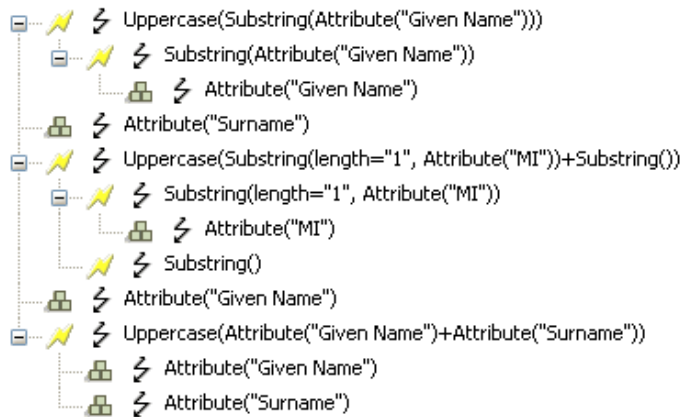 Uppercase(Substring(Attribute("Given Name")))
Substring(Attribute("Given Name"))
Attribute("Given Name")
Attribute("Surname")
Uppercase(Substring(length="1", Attribute("MI"))+Substring())
Substring(length="1", Attribute("MI"))
Attribute("MI")
Substring()
Attribute("Given Name")
Uppercase(Attribute("Given Name")+Attribute("Surname"))
Attribute("Given Name")
Attribute("Surname")